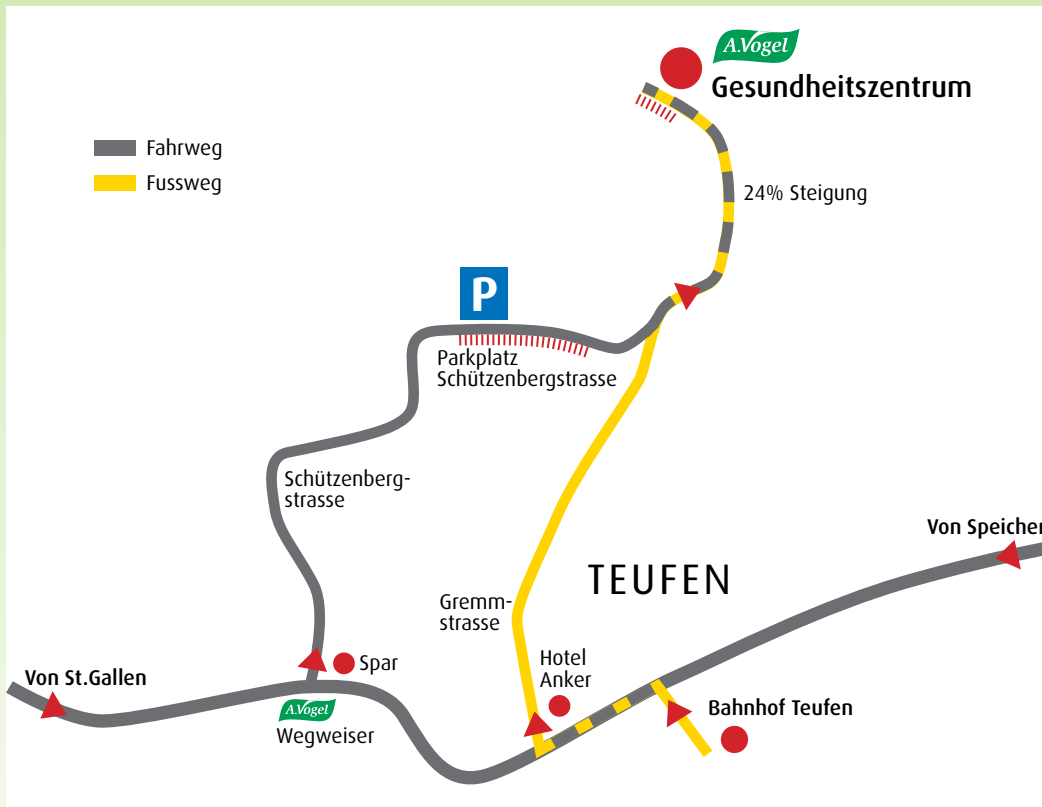 A.Vogel
Gesundheitszentrum
Fahrweg
Fussweg
24% Steigung
P
Parkplatz
Schützenbergstrasse
Schützenberg-
strasse
Von Speicher
TEUFEN
Gremm-
strasse
Hotel
Anker
Spar
Von St.Gallen
A.Vogel
Wegweiser
Bahnhof Teufen